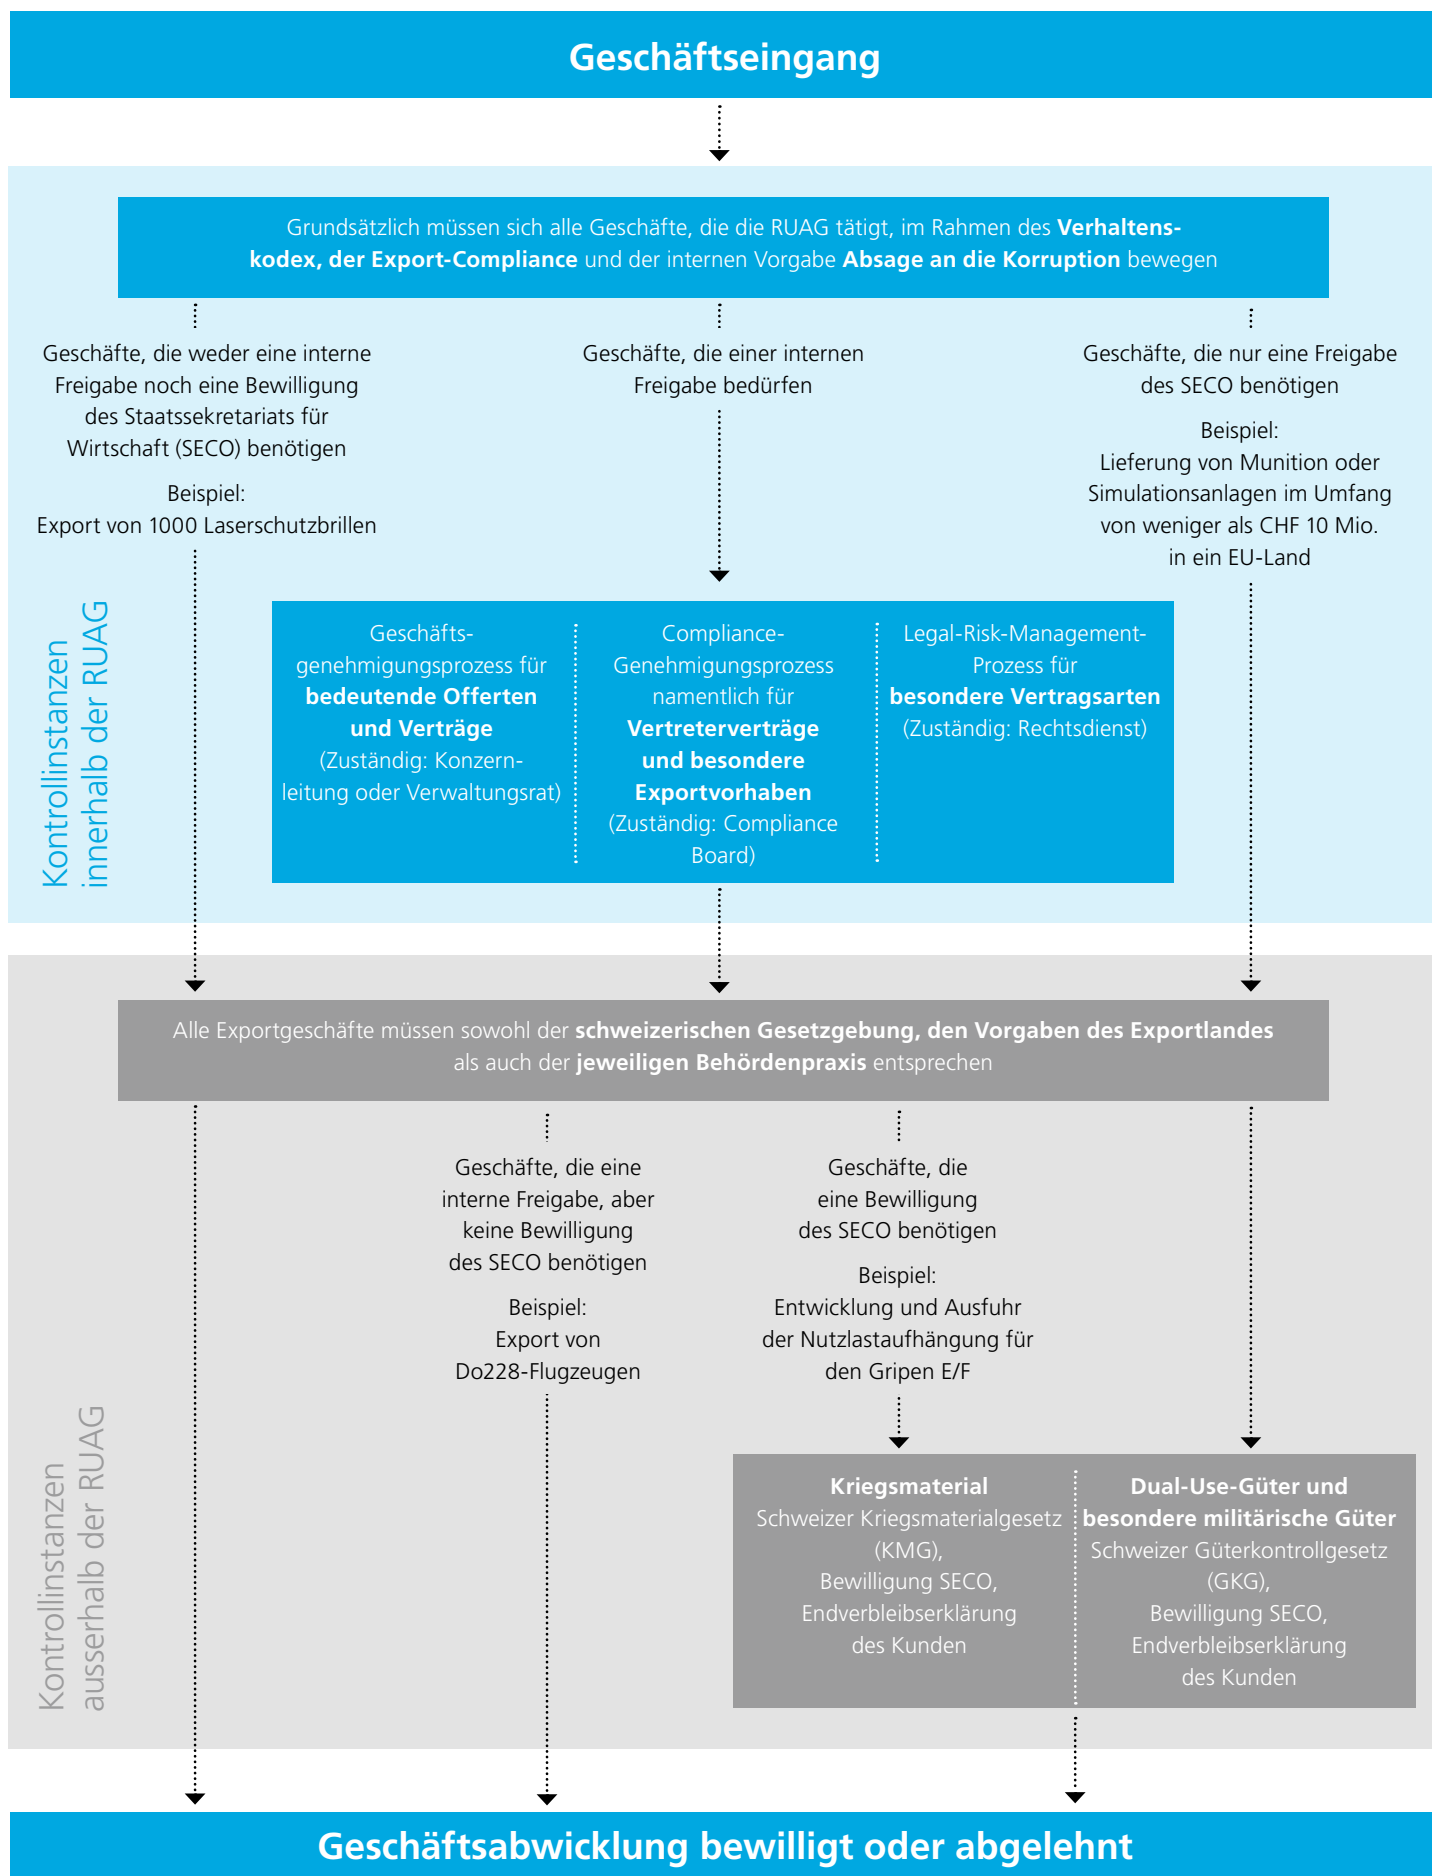 Geschäftseingang
Grundsätzlich müssen sich alle Geschäfte, die die RUAG tätigt, im Rahmen des Verhaltens-
kodex, der Export-Compliance und der internen Vorgabe Absage an die Korruption bewegen
Geschäfte, die weder eine interne
Freigabe noch eine Bewilligung
des Staatssekretariats für
Wirtschaft (SECO) benötigen
Beispiel:
Export von 1000 Laserschutzbrillen
Geschäfte, die einer internen
Freigabe bedürfen
Geschäfte, die nur eine Freigabe
des SECO benötigen
Beispiel:
Lieferung von Munition oder
Simulationsanlagen im Umfang
von weniger als CHF 10 Mio.
in ein EU-Land
Kontrollinstanzen
innerhalb der RUAG
Geschäfts-
genehmigungsprozess für
bedeutende Offerten
und Verträge
(Zuständig: Konzern-
leitung oder Verwaltungsrat)
Compliance-
Genehmigungsprozess
namentlich für
Vertreterverträge
und besondere
Exportvorhaben
(Zuständig: Compliance
Board)
Legal-Risk-Management-
Prozess für
besondere Vertragsarten
(Zuständig: Rechtsdienst)
Alle Exportgeschäfte müssen sowohl der schweizerischen Gesetzgebung, den Vorgaben des Exportlandes
als auch der jeweiligen Behördenpraxis entsprechen
Geschäfte, die eine
interne Freigabe, aber
keine Bewilligung
des SECO benötigen
Beispiel:
Export von
Do228-Flugzeugen
Geschäfte, die
eine Bewilligung
des SECO benötigen
Beispiel:
Entwicklung und Ausfuhr
der Nutzlastaufhängung für
den Gripen E/F
Kontrollinstanzen
ausserhalb der RUAG
Kriegsmaterial
Schweizer Kriegsmaterialgesetz
(KMG),
Bewilligung SECO,
Endverbleibserklärung
des Kunden
Dual-Use-Güter und
besondere militärische Güter
Schweizer Güterkontrollgesetz
(GKG),
Bewilligung SECO,
Endverbleibserklärung
des Kunden
Geschäftsabwicklung bewilligt oder abgelehnt